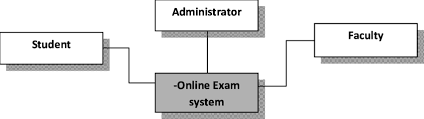 Administrator
Student
Faculty
-Online Exam
system